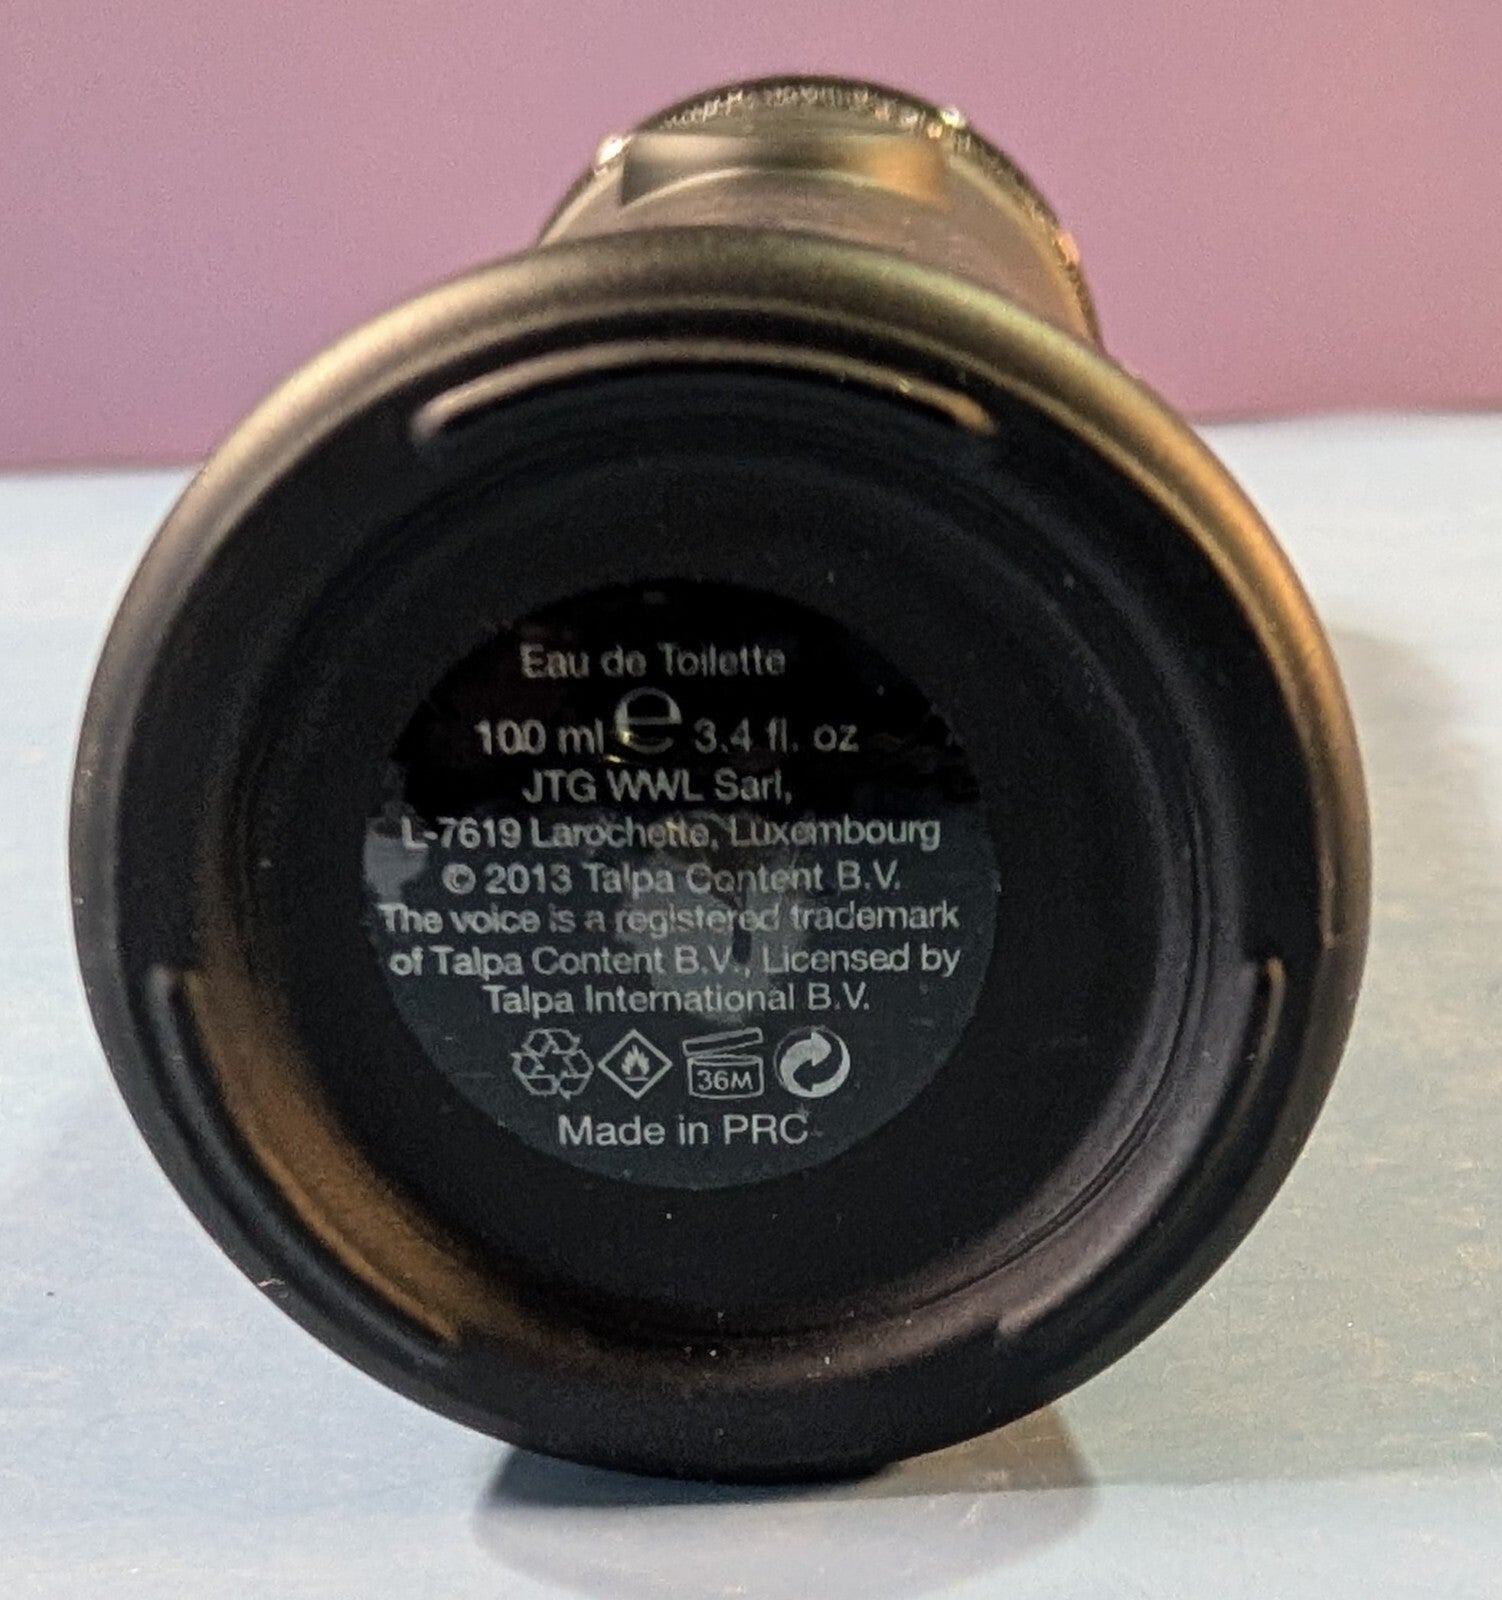 Eau de Toilette
100 ml e 3.4 fl. oz
JTG WWL Sarl,
L-7619 Larochette, Luxembourg
© 2013 Talpa Content B.V.
The voice is a registered trademark
of Talpa Content B.V., Licensed by
Talpa International B.V.
36M
Made in PRC